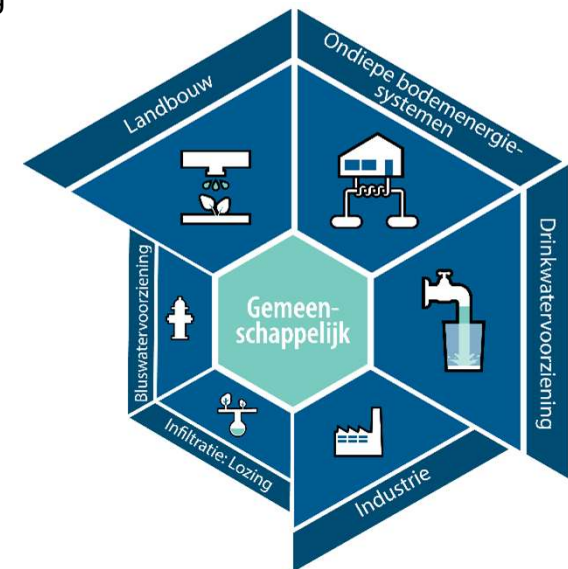 Landbouw
Ondiepe bodemenergie-
systemen
Drinkwatervoorziening
Industrie
Infiltratie: Lozing
Bluswatervoorziening
Gemeen-
schappelijk